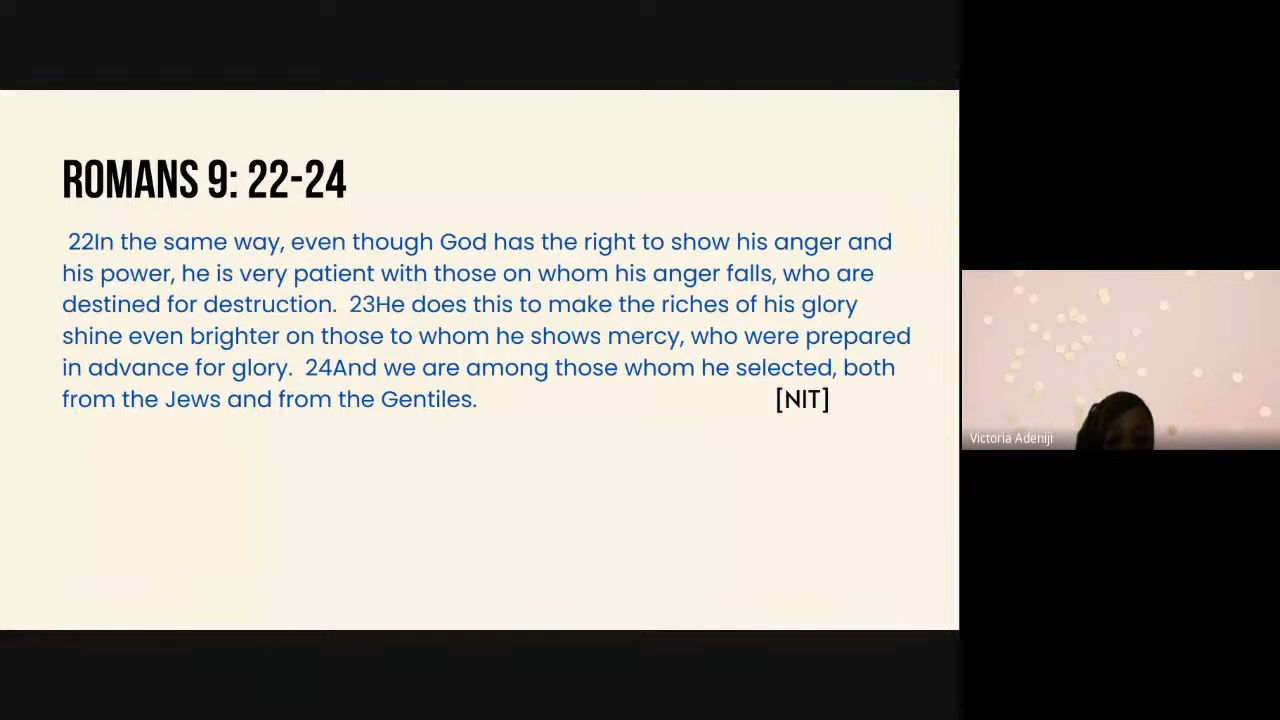 ROMANS 9: 22-24
22In the same way, even though God has the right to show his anger and
his power, he is very patient with those on whom his anger falls, who are
destined for destruction.  23He does this to make the riches of his glory
shine even brighter on those to whom he shows mercy, who were prepared
in advance for glory.  24And we are among those whom he selected, both
from the Jews and from the Gentiles. [NIT]
Victoria Adeniji